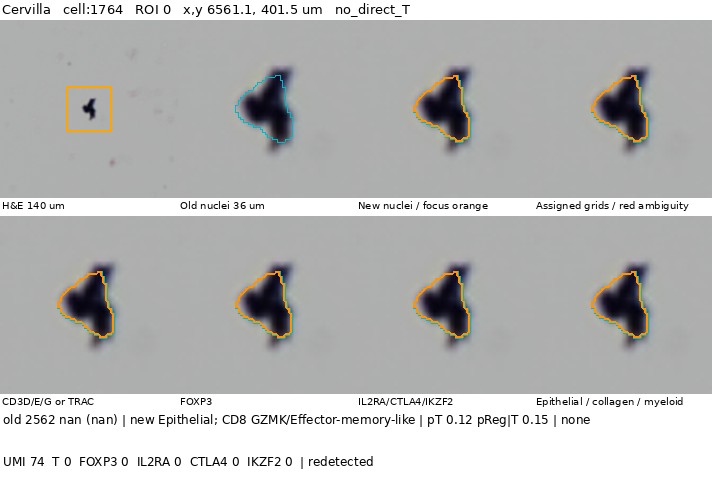 Cervilla   cell:1764   ROI 0   x,y 6561.1, 401.5 um   no_direct_T
H&E 140 um
Old nuclei 36 um
New nuclei / focus orange
Assigned grids / red ambiguity
CD3D/E/G or TRAC
FOXP3
IL2RA/CTLA4/IKZF2
Epithelial / collagen / myeloid
old 2562 nan (nan) | new Epithelial; CD8 GZMK/Effector-memory-like | pT 0.12 pReg|T 0.15 | none
UMI 74  T 0  FOXP3 0  IL2RA 0  CTLA4 0  IKZF2 0  | redetected